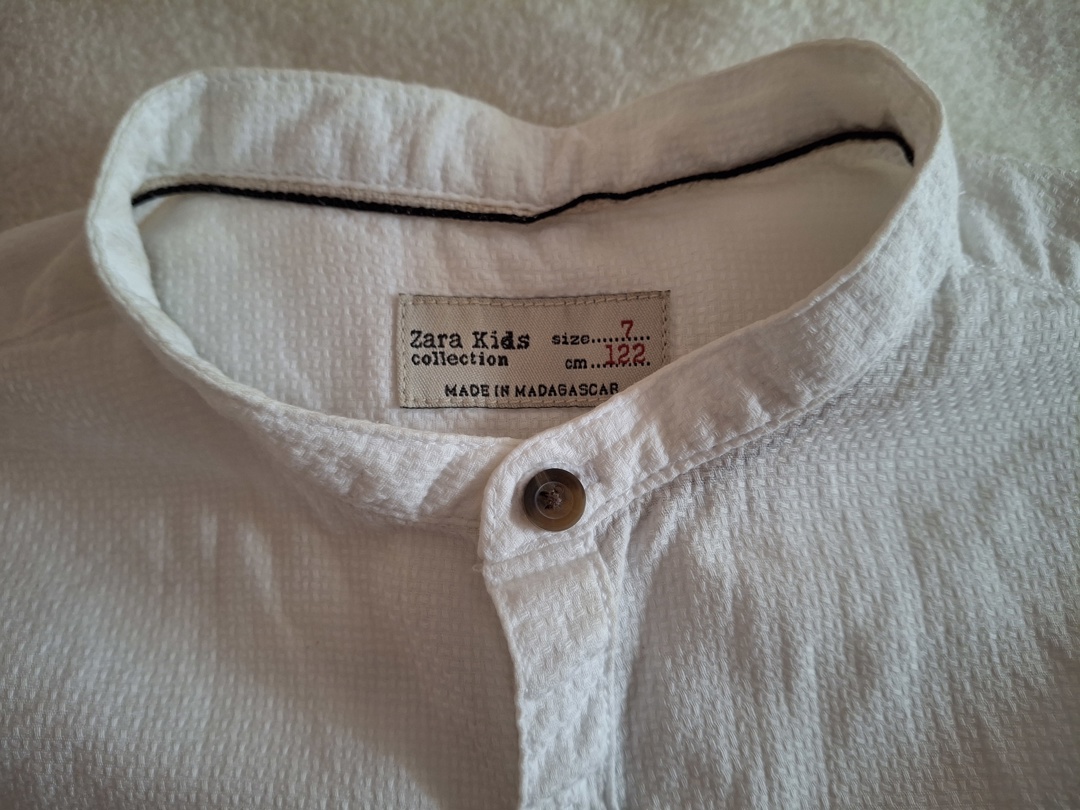 Zara Kids size.....7...
collection cm.....122.
MADE IN MADAGASCAR